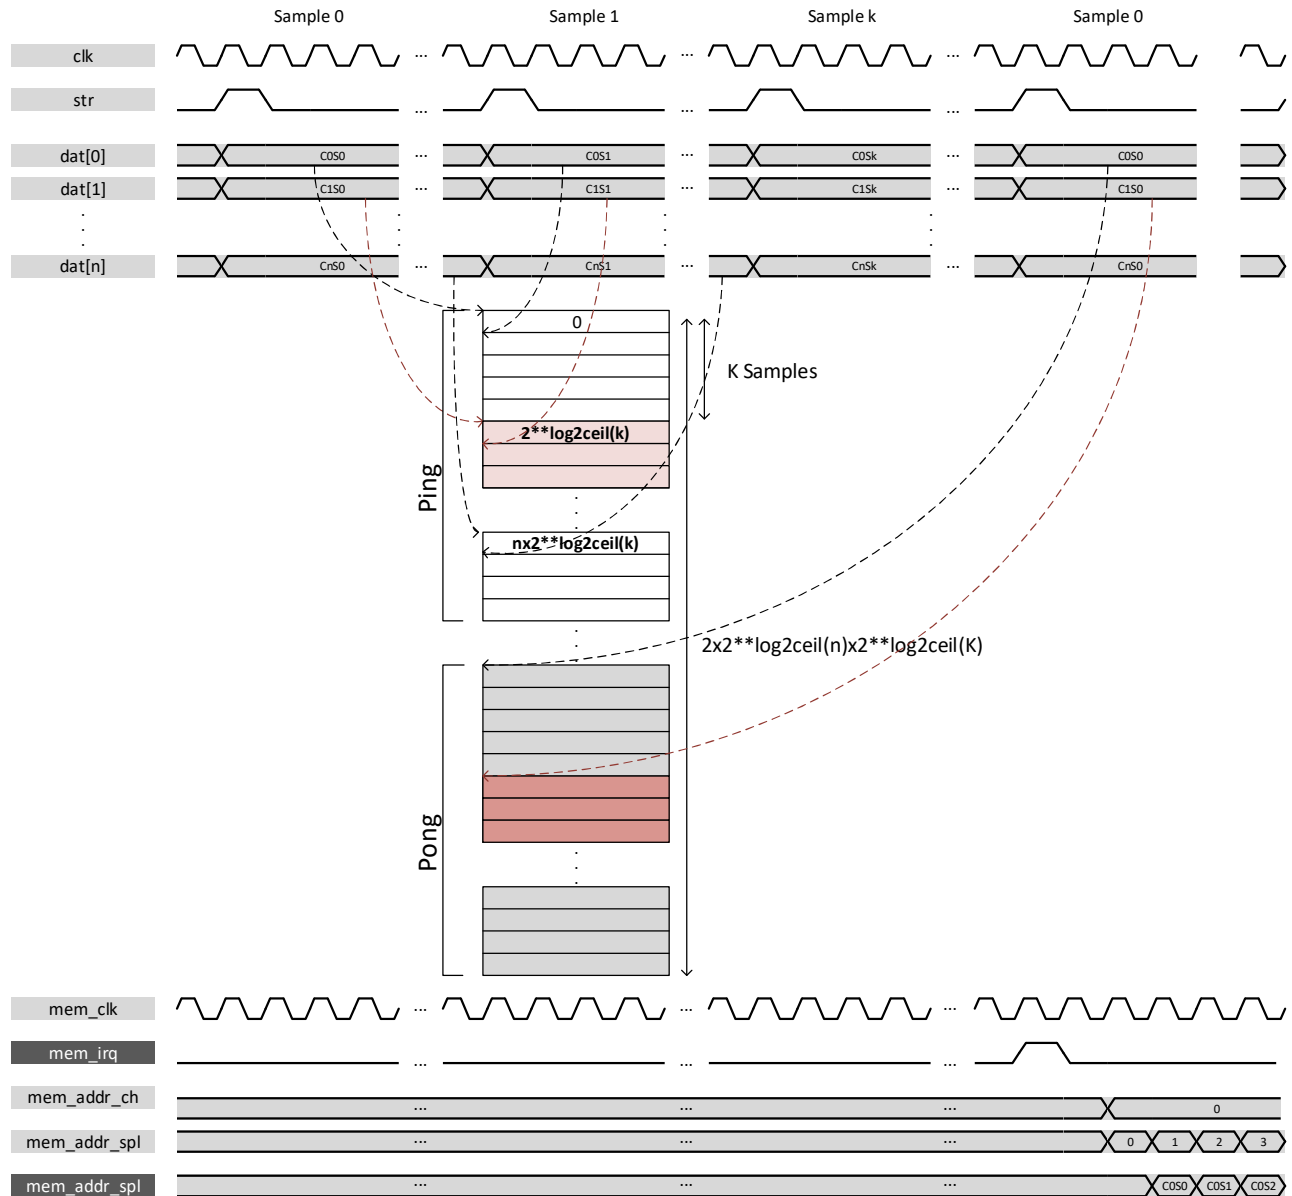 Sample 0 Sample 1 Sample k Sample 0
clk ... ... ...
str ... ... ...
dat[0] C0S0 ... C0S1 ... C0Sk ... C0S0
dat[1] C1S0 ... C1S1 ... C1Sk ... C1S0
dat[n] CnS0 ... CnS1 ... CnSk ... CnS0
0
K Samples
2**log2ceil(k)
Ping
nx2**log2ceil(k)
2x2**log2ceil(n)x2**log2ceil(K)
Pong
mem_clk ... ... ...
mem_irq ... ... ...
mem_addr_ch ... ... ... 0
mem_addr_spl ... ... ... 0 1 2 3
mem_addr_spl ... ... ... C0S0 C0S1 C0S2